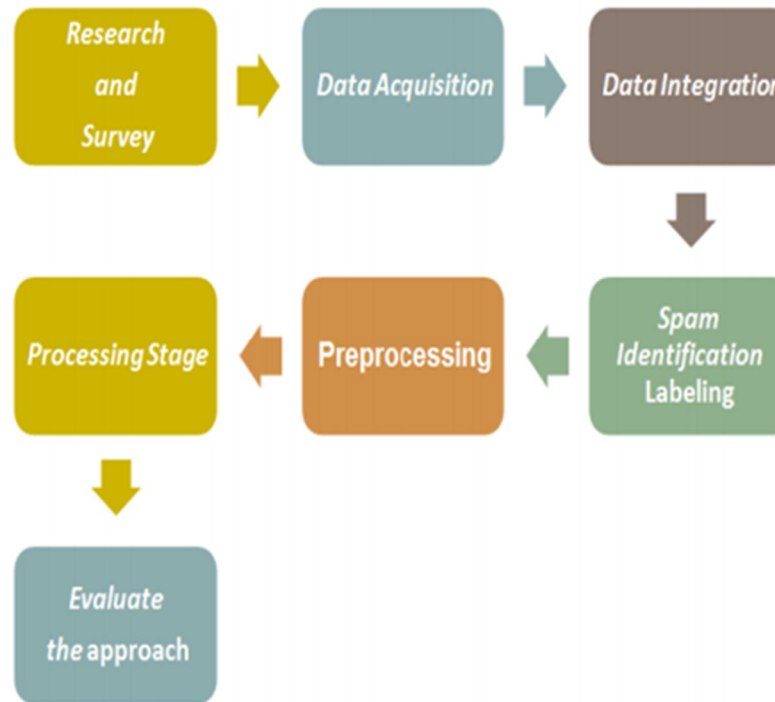 Research
and
Survey
Data Acquisition
Data Integration
Spam
Identification
Labeling
Preprocessing
Processing Stage
Evaluate
the approach